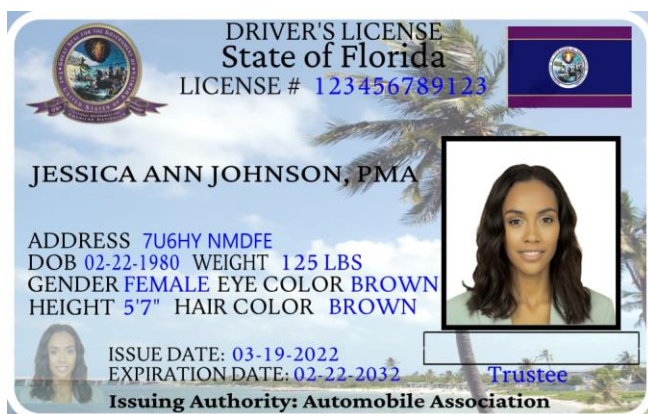 DRIVER'S LICENSE
State of Florida
LICENSE # 123456789123
JESSICA ANN JOHNSON, PMA
ADDRESS 7U6HY NMDFE
DOB 02-22-1980 WEIGHT 125 LBS
GENDER FEMALE EYE COLOR BROWN
HEIGHT 5'7" HAIR COLOR BROWN
ISSUE DATE: 03-19-2022
EXPIRATION DATE: 02-22-2032
Trustee
Issuing Authority: Automobile Association